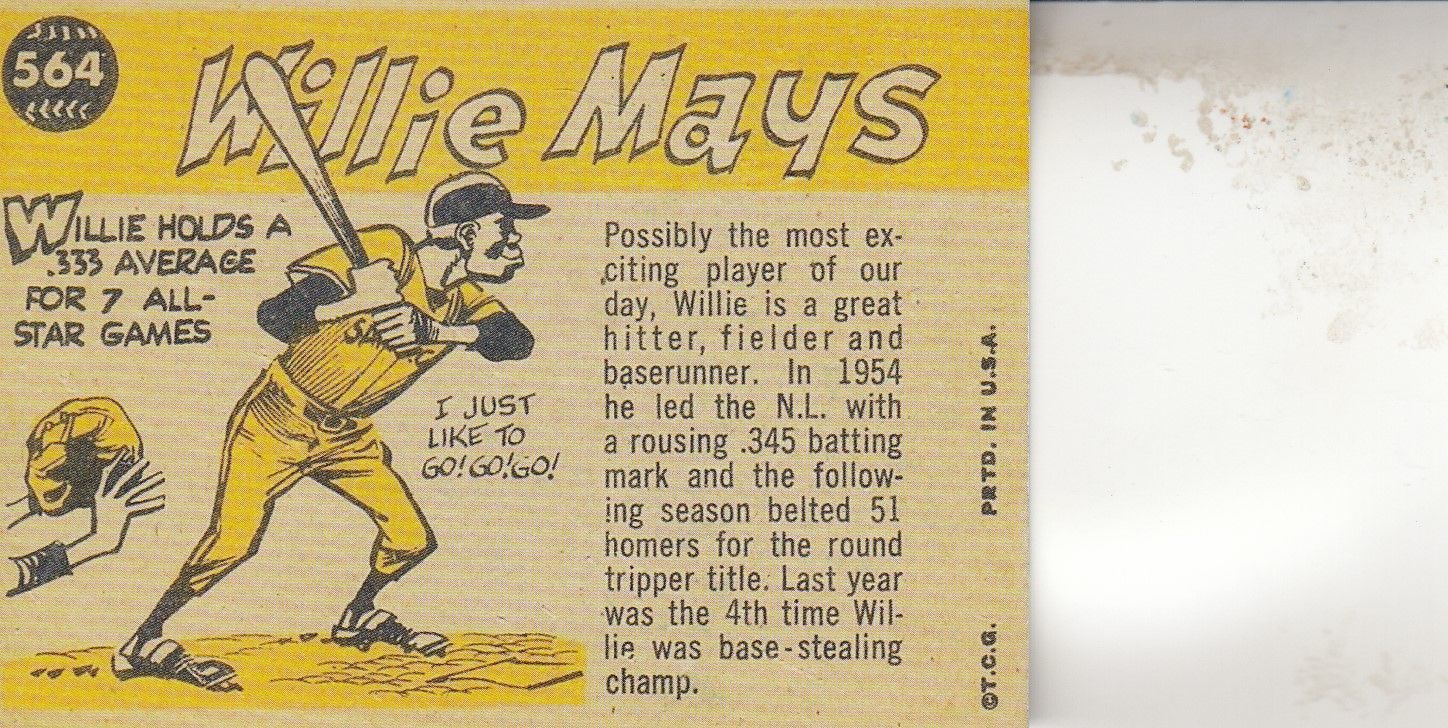 564
Willie Mays
WILLIE HOLDS A
.333 AVERAGE
FOR 7 ALL-
STAR GAMES
I JUST
LIKE TO
GO! GO! GO!
Possibly the most ex-
citing player of our
day, Willie is a great
hitter, fielder and
baserunner. In 1954
he led the N.L. with
a rousing .345 batting
mark and the follow-
ing season belted 51
homers for the round
tripper title. Last year
was the 4th time Wil-
lie was base-stealing
champ.
©T.C.G. PRTD. IN U.S.A.